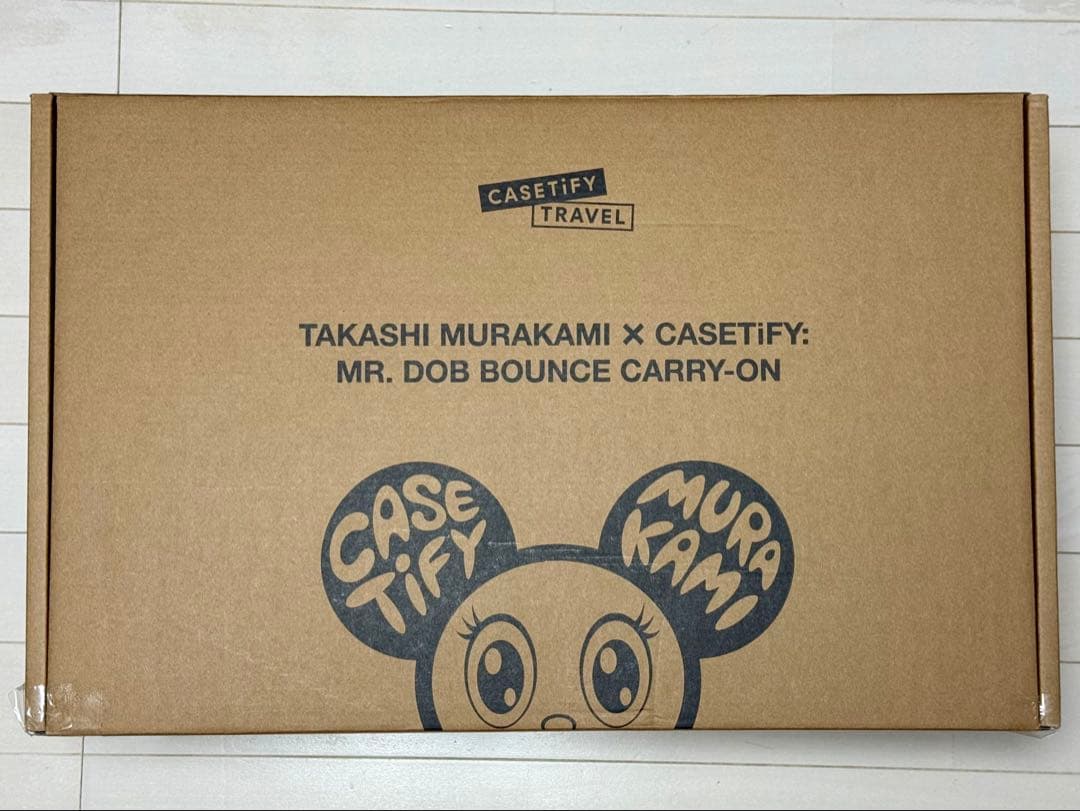 CASETiFY
TRAVEL
TAKASHI MURAKAMI × CASETiFY:
MR. DOB BOUNCE CARRY-ON
CASE
TiFY
MURA
KAMI